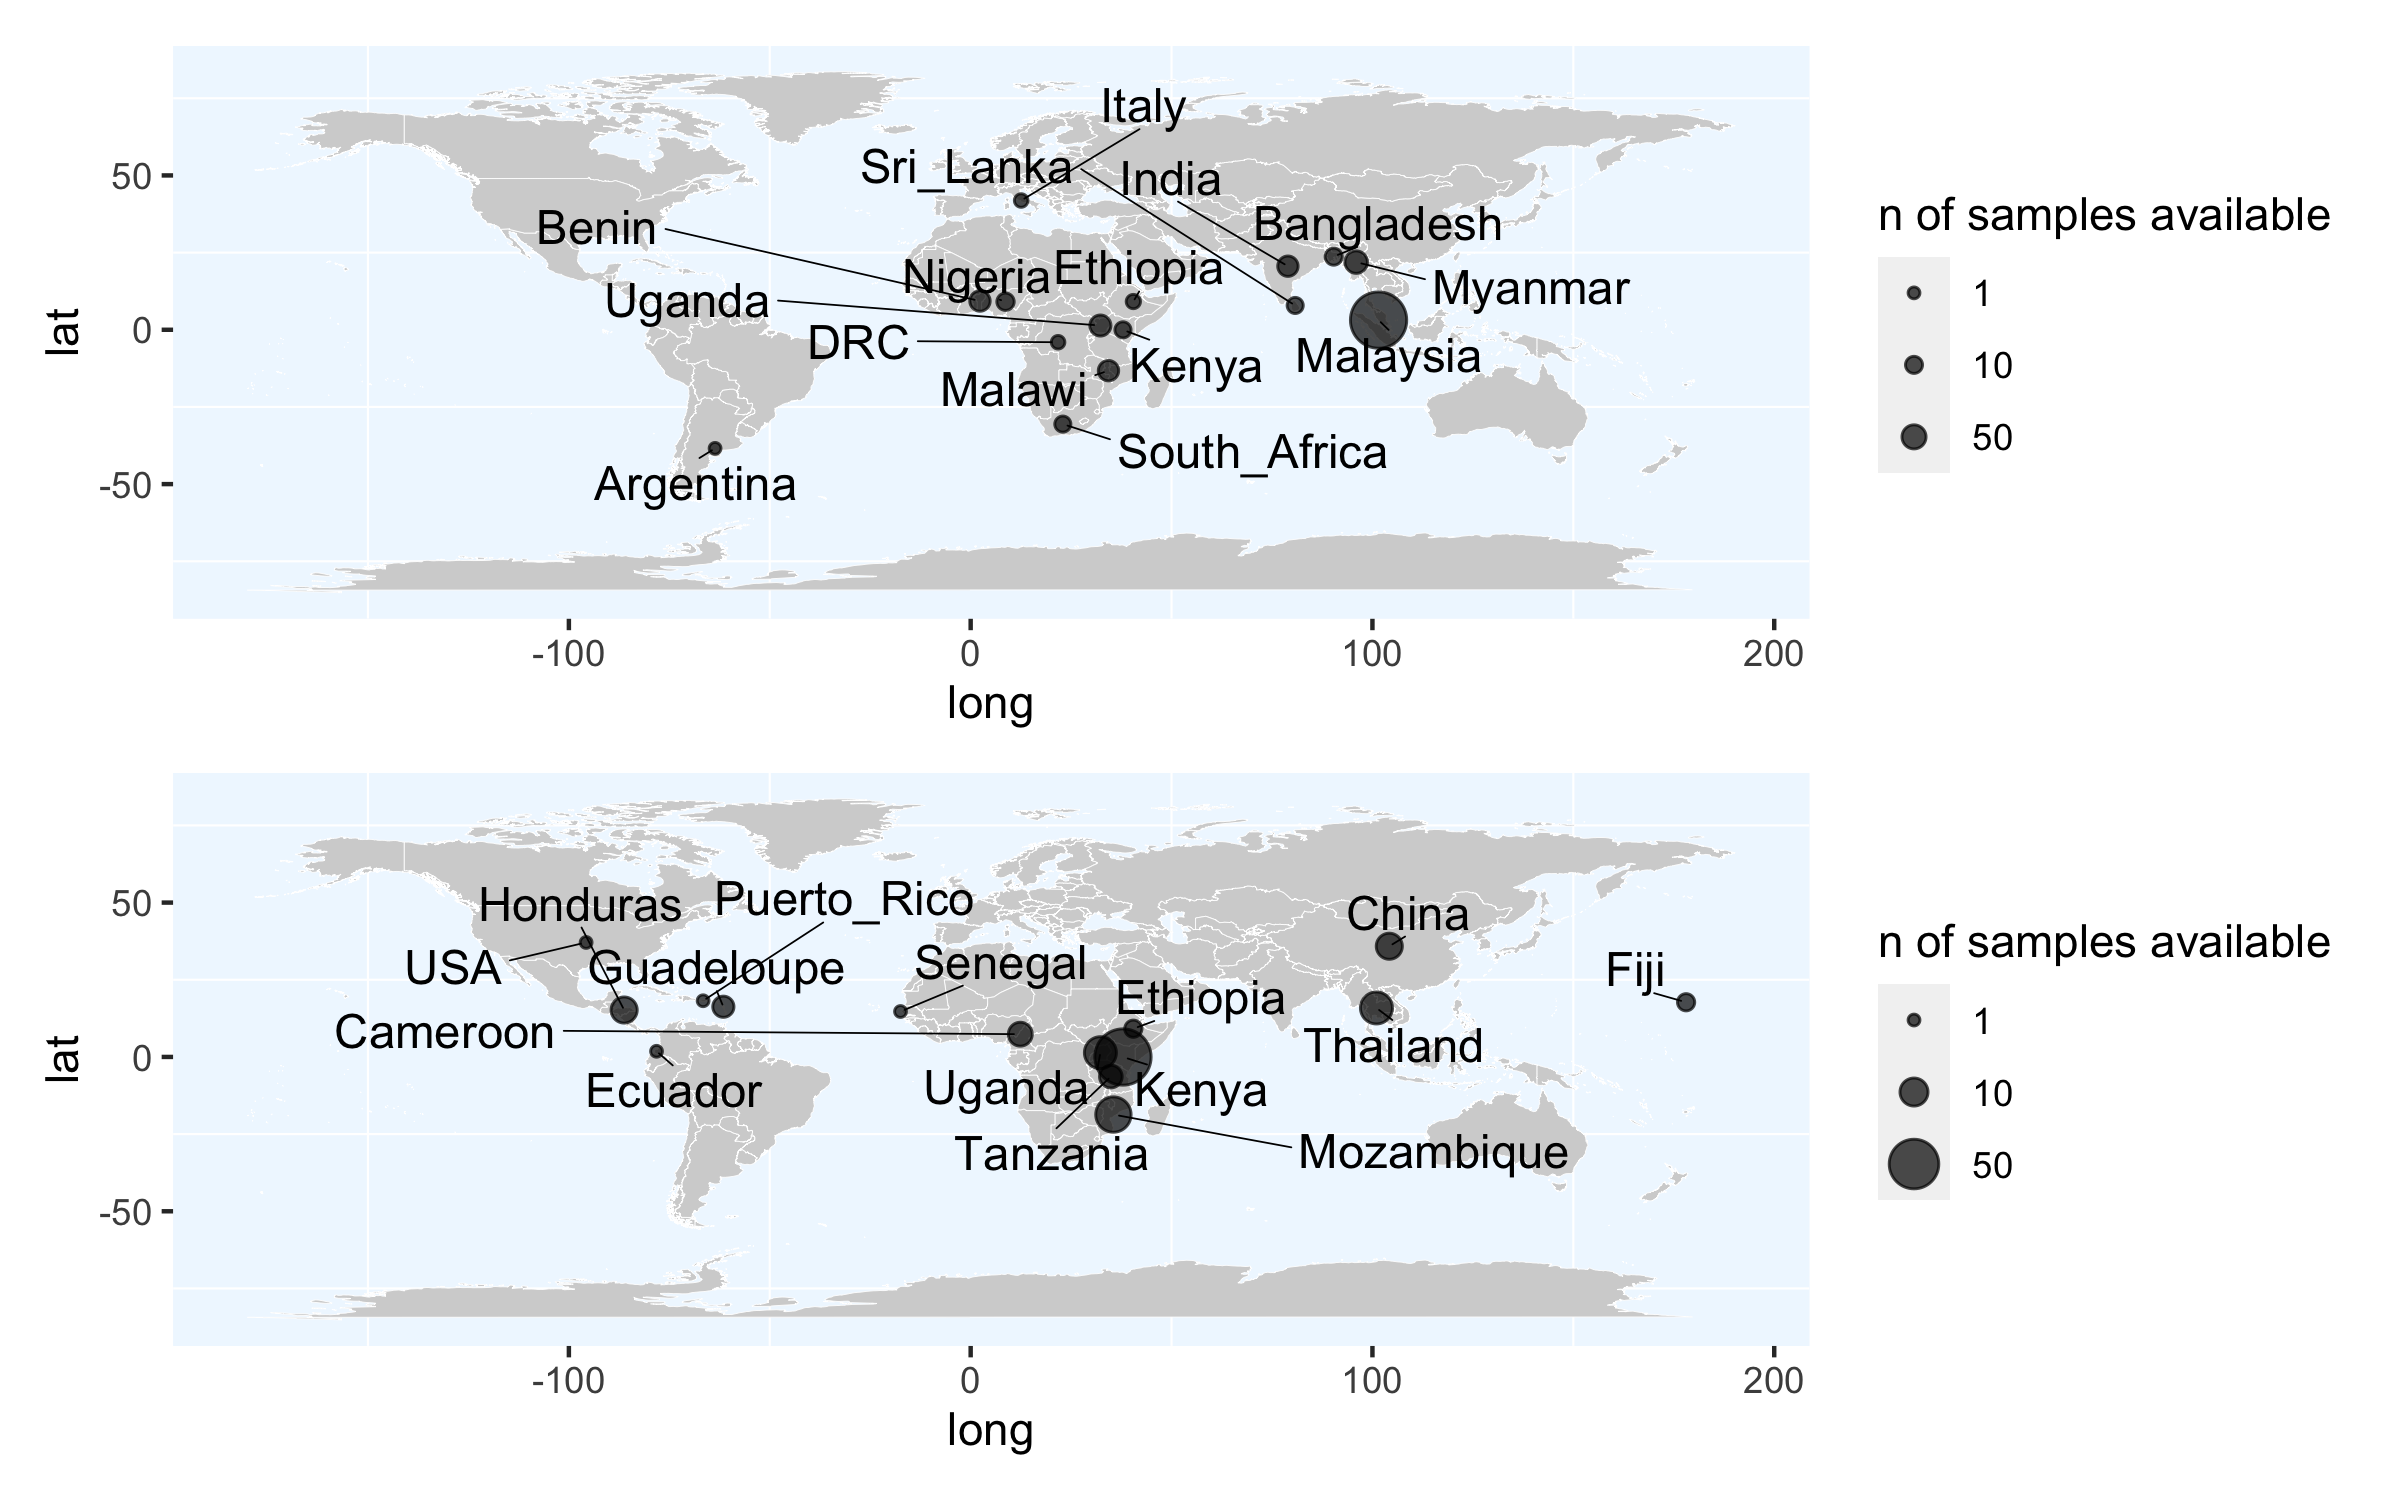 Italy
Sri_Lanka
India
Benin
Bangladesh
Nigeria
Ethiopia
Myanmar
Uganda
DRC
Kenya
Malaysia
Malawi
South_Africa
Argentina
50
0
-50
lat
-100
0
100
200
long
n of samples available
1
10
50
Honduras
Puerto_Rico
China
USA
Guadeloupe
Senegal
Fiji
Ethiopia
Cameroon
Thailand
Ecuador
Uganda
Kenya
Tanzania
Mozambique
50
0
-50
lat
-100
0
100
200
long
n of samples available
1
10
50